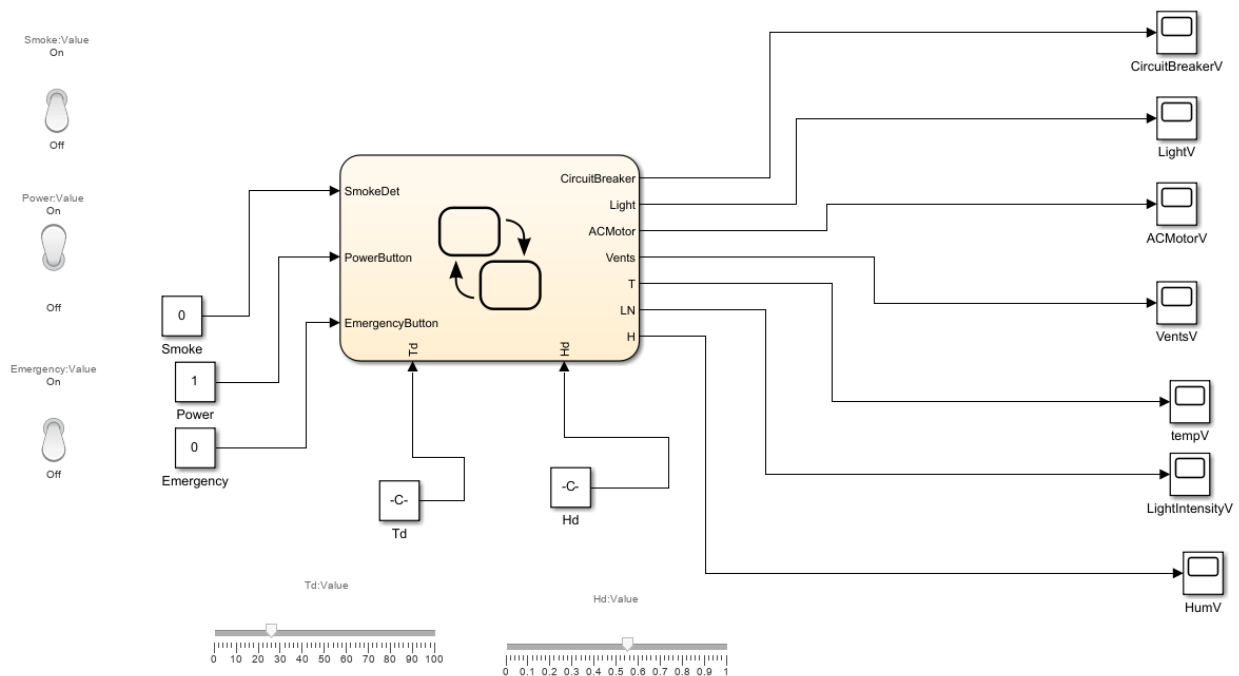 Smoke:Value
On
Off
Power:Value
On
Off
Emergency:Value
On
Off
0
Smoke
1
Power
0
Emergency
SmokeDet
PowerButton
EmergencyButton
Td
Hd
CircuitBreaker
Light
ACMotor
Vents
T
LN
H
-C-
Td
-C-
Hd
CircuitBreakerV
LightV
ACMotorV
VentsV
tempV
LightIntensityV
HumV
Td:Value
0 10 20 30 40 50 60 70 80 90 100
Hd:Value
0 0.1 0.2 0.3 0.4 0.5 0.6 0.7 0.8 0.9 1